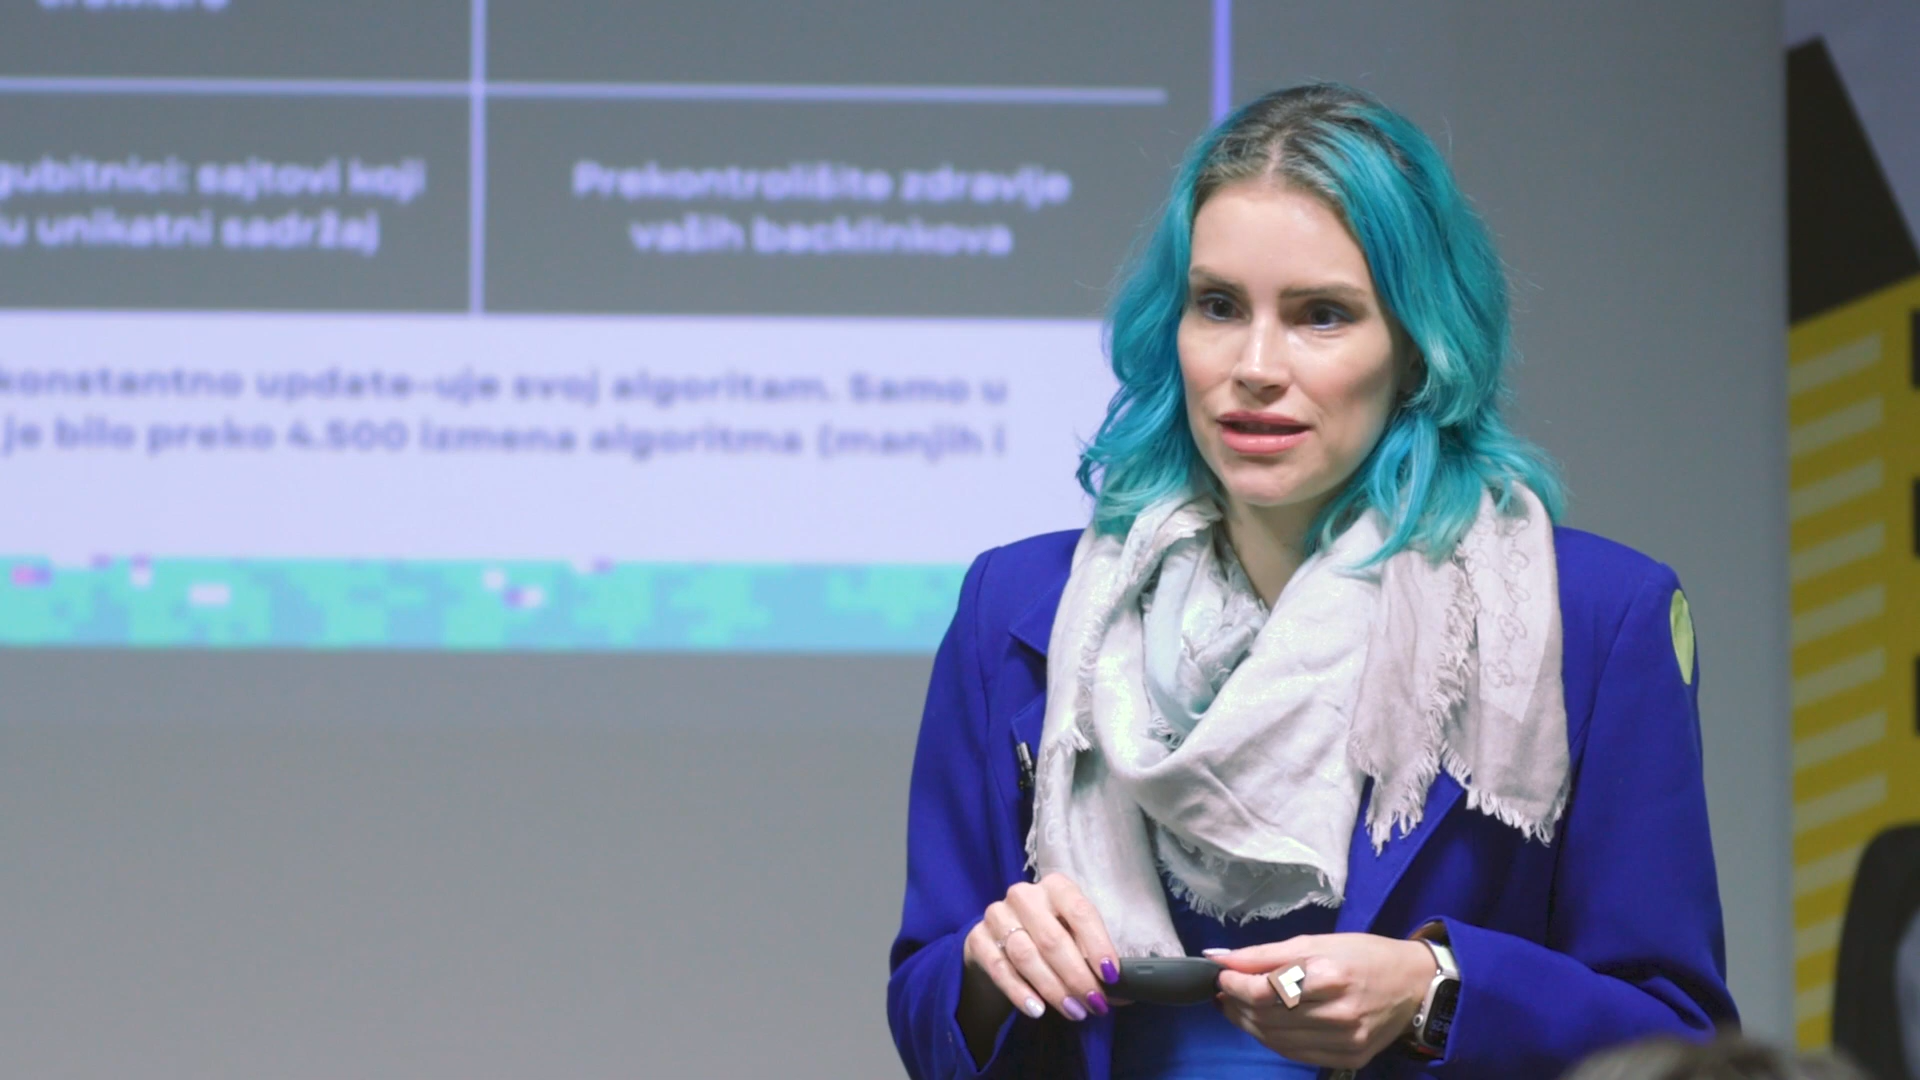 gubitnici: sajtovi koji
u unikatni sadržaj
Prekontrolišite zdravlje
vaših backlinkova
konstantno update-uje svoj algoritam. Samo u
je bilo preko 4.500 izmena algoritma (manjih i